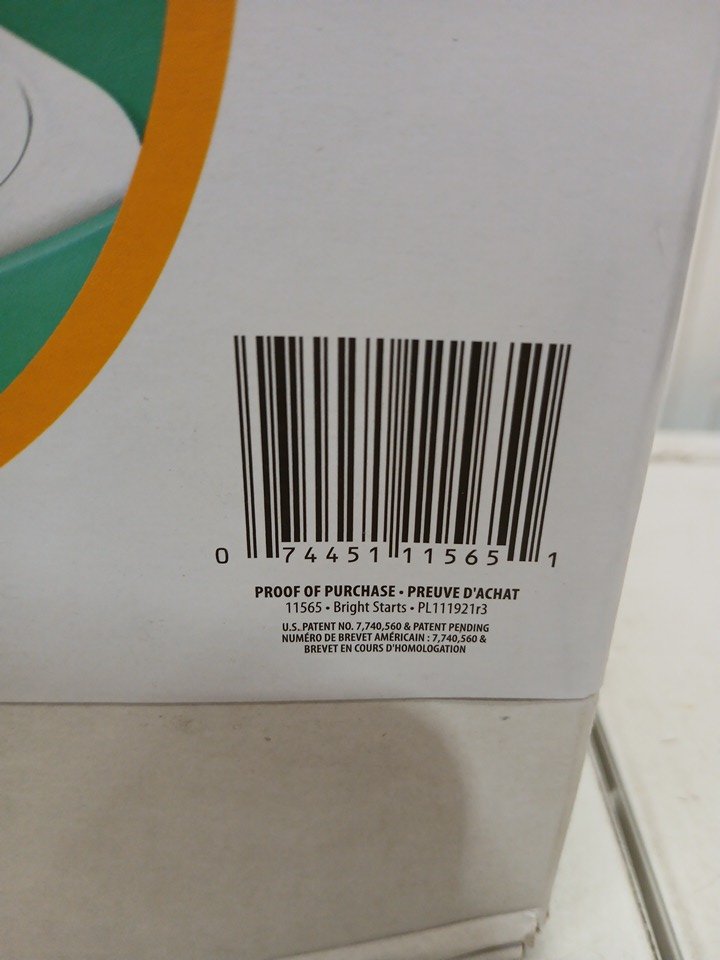 0 74451 11565 1
PROOF OF PURCHASE • PREUVE D'ACHAT
11565 • Bright Starts • PL111921r3
U.S. PATENT NO. 7,740,560 & PATENT PENDING
NUMÉRO DE BREVET AMÉRICAIN : 7,740,560 &
BREVET EN COURS D'HOMOLOGATION